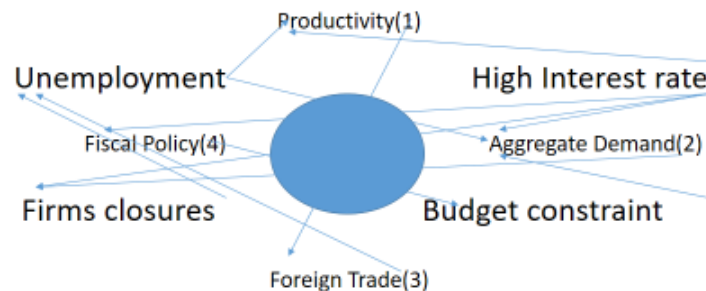 Productivity(1)
Unemployment
High Interest rate
Fiscal Policy(4)
Aggregate Demand(2)
Firms closures
Budget constraint
Foreign Trade(3)